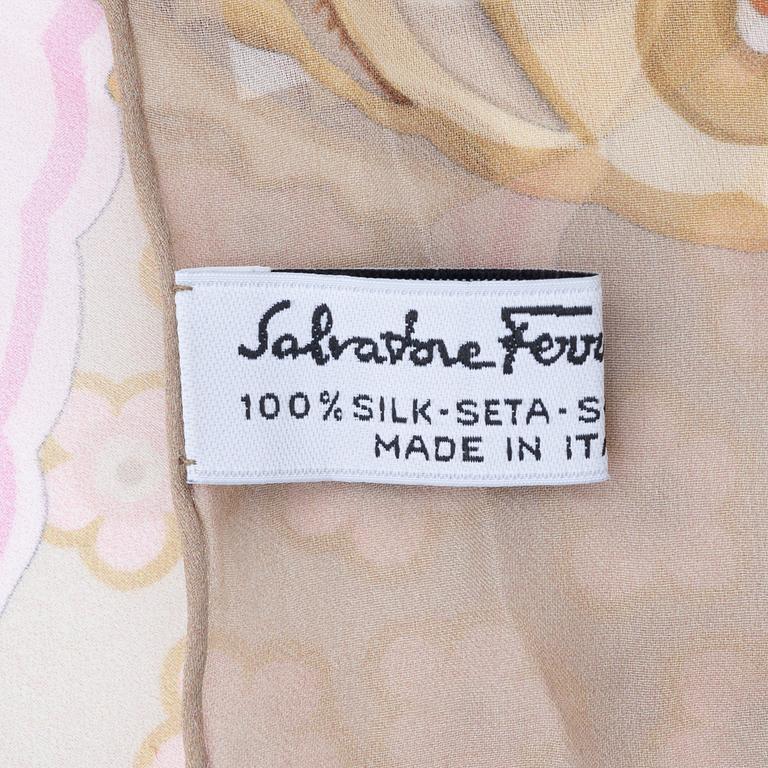 Salvatore Ferr
100% SILK-SETA-S
MADE IN ITA